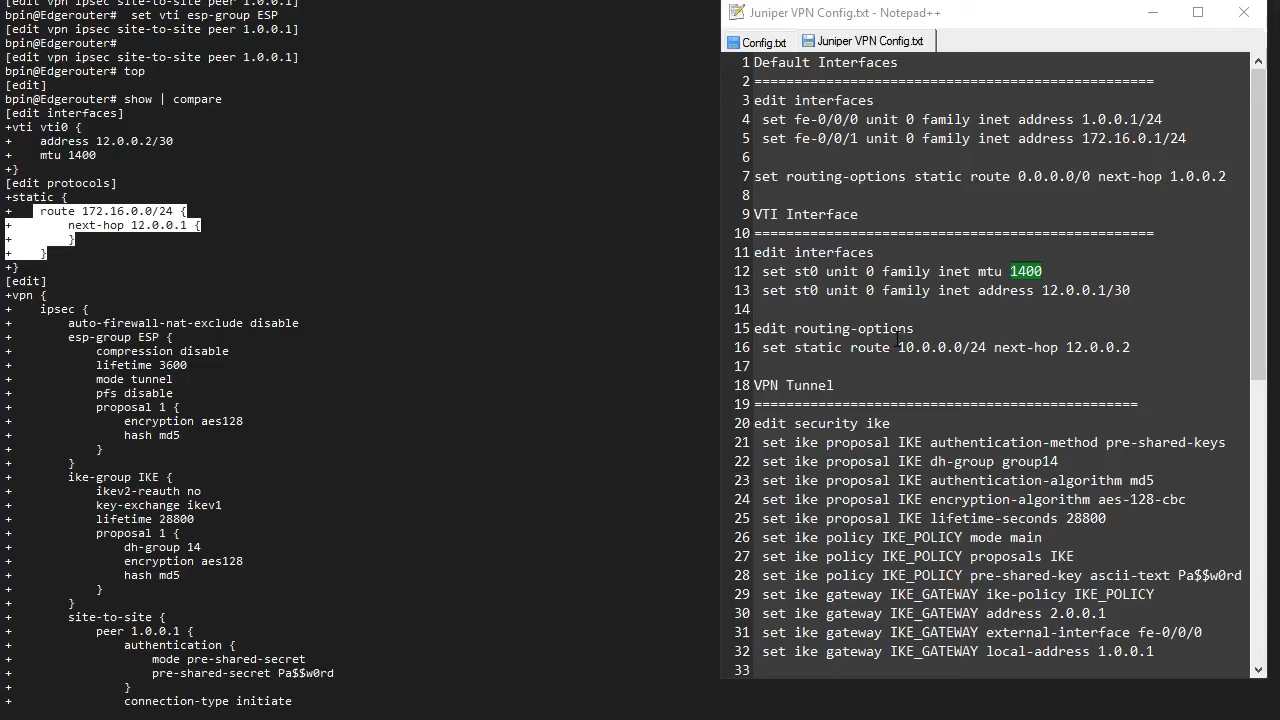 [edit vpn ipsec site-to-site peer 1.0.0.1]
bpin@Edgerouter#  set vti esp-group ESP
[edit vpn ipsec site-to-site peer 1.0.0.1]
bpin@Edgerouter#
[edit vpn ipsec site-to-site peer 1.0.0.1]
bpin@Edgerouter# top
[edit]
bpin@Edgerouter# show | compare
[edit interfaces]
+vti vti0 {
+    address 12.0.0.2/30
+    mtu 1400
+}
[edit protocols]
+static {
+    route 172.16.0.0/24 {
+        next-hop 12.0.0.1 {
+        }
+    }
+}
[edit]
+vpn {
+    ipsec {
+        auto-firewall-nat-exclude disable
+        esp-group ESP {
+            compression disable
+            lifetime 3600
+            mode tunnel
+            pfs disable
+            proposal 1 {
+                encryption aes128
+                hash md5
+            }
+        }
+        ike-group IKE {
+            ikev2-reauth no
+            key-exchange ikev1
+            lifetime 28800
+            proposal 1 {
+                dh-group 14
+                encryption aes128
+                hash md5
+            }
+        }
+        site-to-site {
+            peer 1.0.0.1 {
+                authentication {
+                    mode pre-shared-secret
+                    pre-shared-secret Pa$$w0rd
+                }
+                connection-type initiate
Juniper VPN Config.txt - Notepad++
Config.txt
Juniper VPN Config.txt
1 Default Interfaces
2 ==================================================
3 edit interfaces
4  set fe-0/0/0 unit 0 family inet address 1.0.0.1/24
5  set fe-0/0/1 unit 0 family inet address 172.16.0.1/24
6
7 set routing-options static route 0.0.0.0/0 next-hop 1.0.0.2
8
9 VTI Interface
10 ==================================================
11 edit interfaces
12  set st0 unit 0 family inet mtu 1400
13  set st0 unit 0 family inet address 12.0.0.1/30
14
15 edit routing-options
16  set static route 10.0.0.0/24 next-hop 12.0.0.2
17
18 VPN Tunnel
19 ================================================
20 edit security ike
21  set ike proposal IKE authentication-method pre-shared-keys
22  set ike proposal IKE dh-group group14
23  set ike proposal IKE authentication-algorithm md5
24  set ike proposal IKE encryption-algorithm aes-128-cbc
25  set ike proposal IKE lifetime-seconds 28800
26  set ike policy IKE_POLICY mode main
27  set ike policy IKE_POLICY proposals IKE
28  set ike policy IKE_POLICY pre-shared-key ascii-text Pa$$w0rd
29  set ike gateway IKE_GATEWAY ike-policy IKE_POLICY
30  set ike gateway IKE_GATEWAY address 2.0.0.1
31  set ike gateway IKE_GATEWAY external-interface fe-0/0/0
32  set ike gateway IKE_GATEWAY local-address 1.0.0.1
33